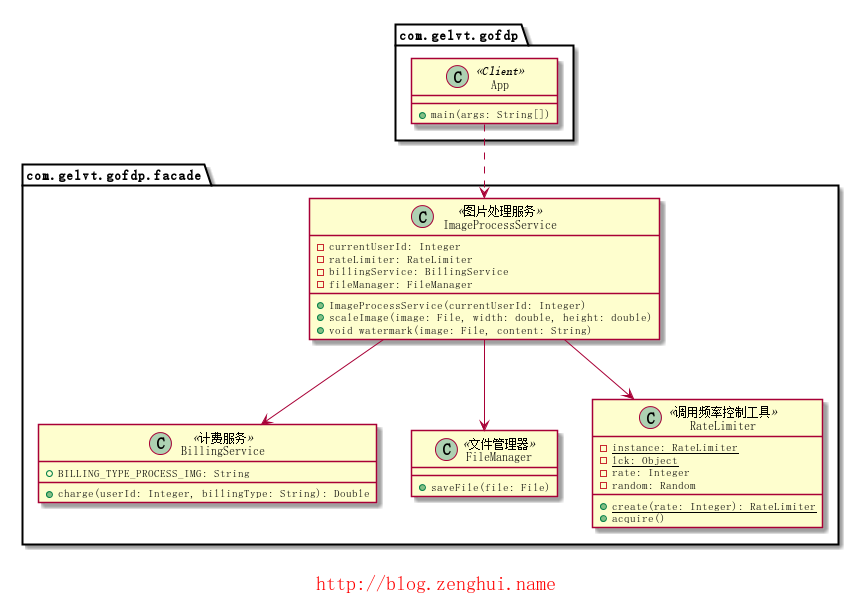 com.gelvt.gofdp
C
«Client»
App
main(args: String[])
com.gelvt.gofdp.facade
C
«图片处理服务»
ImageProcessService
currentUserId: Integer
rateLimiter: RateLimiter
billingService: BillingService
fileManager: FileManager
ImageProcessService(currentUserId: Integer)
scaleImage(image: File, width: double, height: double)
void watermark(image: File, content: String)
C
«计费服务»
BillingService
BILLING_TYPE_PROCESS_IMG: String
charge(userId: Integer, billingType: String): Double
C
«文件管理器»
FileManager
saveFile(file: File)
C
«调用频率控制工具»
RateLimiter
instance: RateLimiter
lck: Object
rate: Integer
random: Random
create(rate: Integer): RateLimiter
acquire()
http://blog.zenghui.name